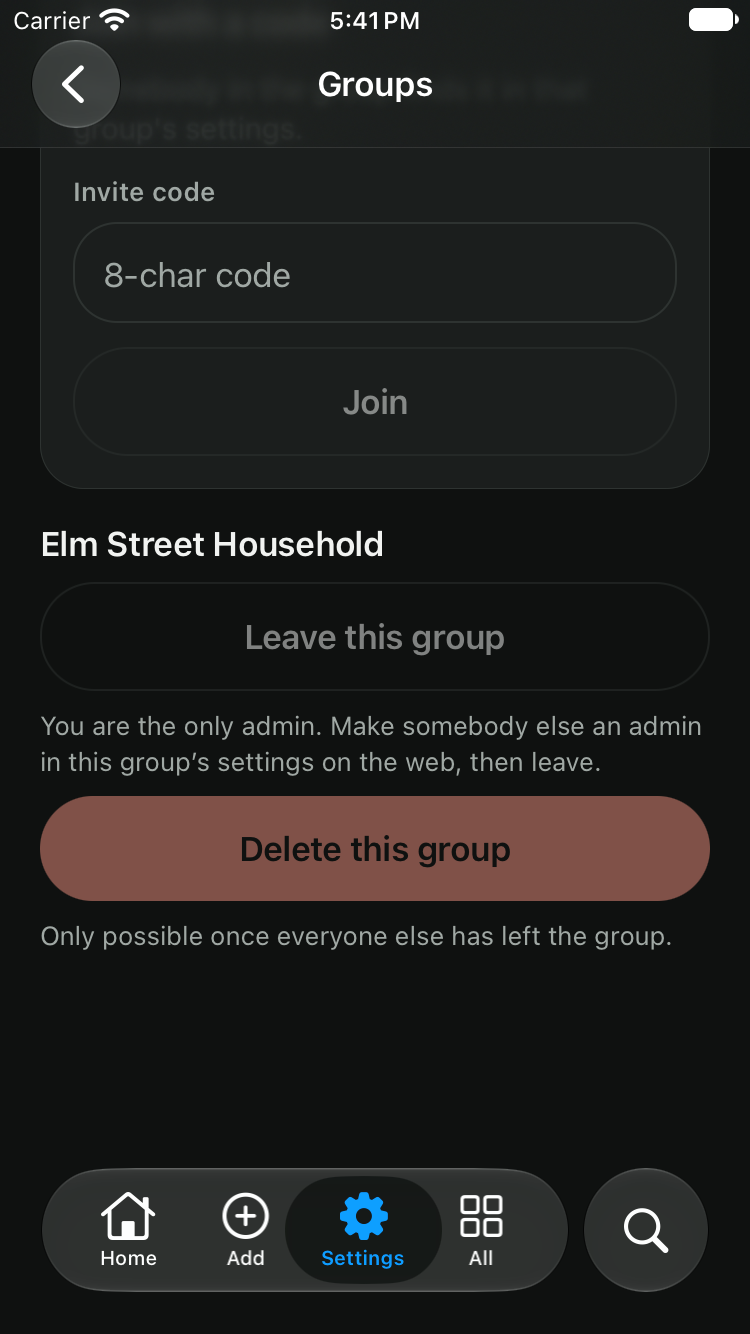 Carrier 5:41 PM
Groups
group's settings.
Invite code
8-char code
Join
Elm Street Household
Leave this group
You are the only admin. Make somebody else an admin
in this group’s settings on the web, then leave.
Delete this group
Only possible once everyone else has left the group.
Home
Add
Settings
All